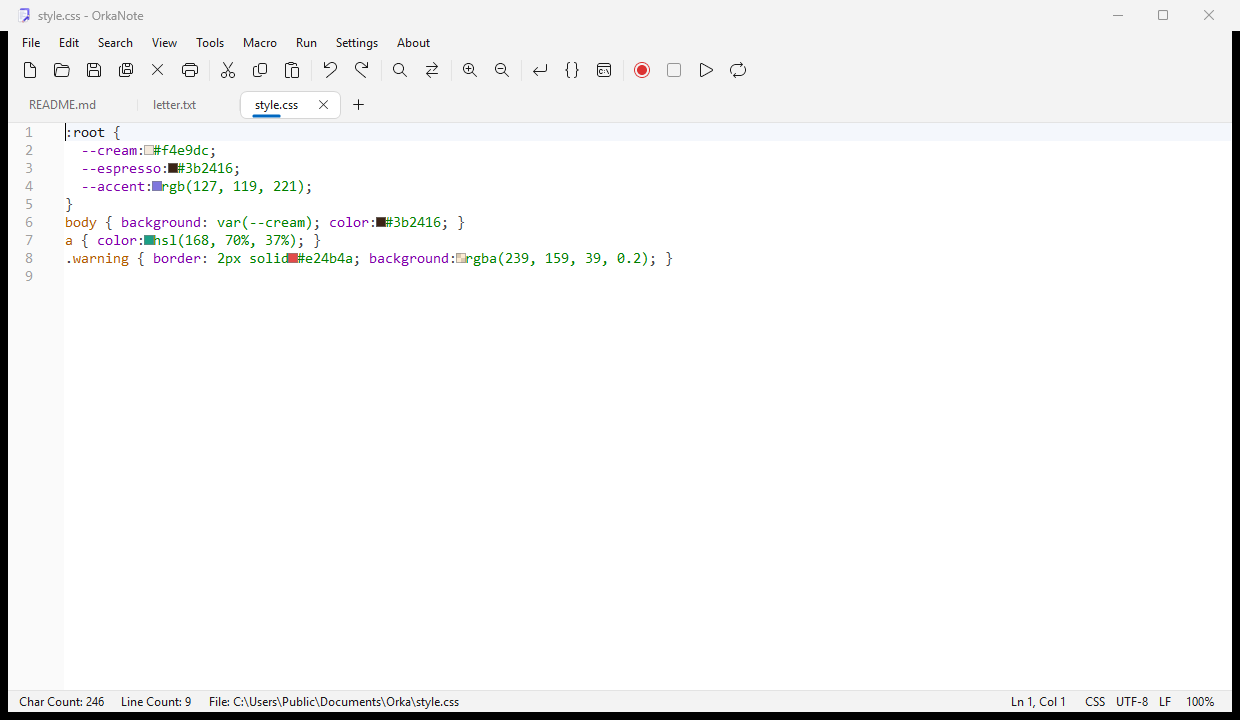 style.css - OrkaNote
File Edit Search View Tools Macro Run Settings About
README.md letter.txt style.css
1 :root {
2 --cream: #f4e9dc;
3 --espresso: #3b2416;
4 --accent: rgb(127, 119, 221);
5 }
6 body { background: var(--cream); color: #3b2416; }
7 a { color: hsl(168, 70%, 37%); }
8 .warning { border: 2px solid #e24b4a; background: rgba(239, 159, 39, 0.2); }
9
Char Count: 246 Line Count: 9 File: C:\Users\Public\Documents\Orka\style.css Ln 1, Col 1 CSS UTF-8 LF 100%